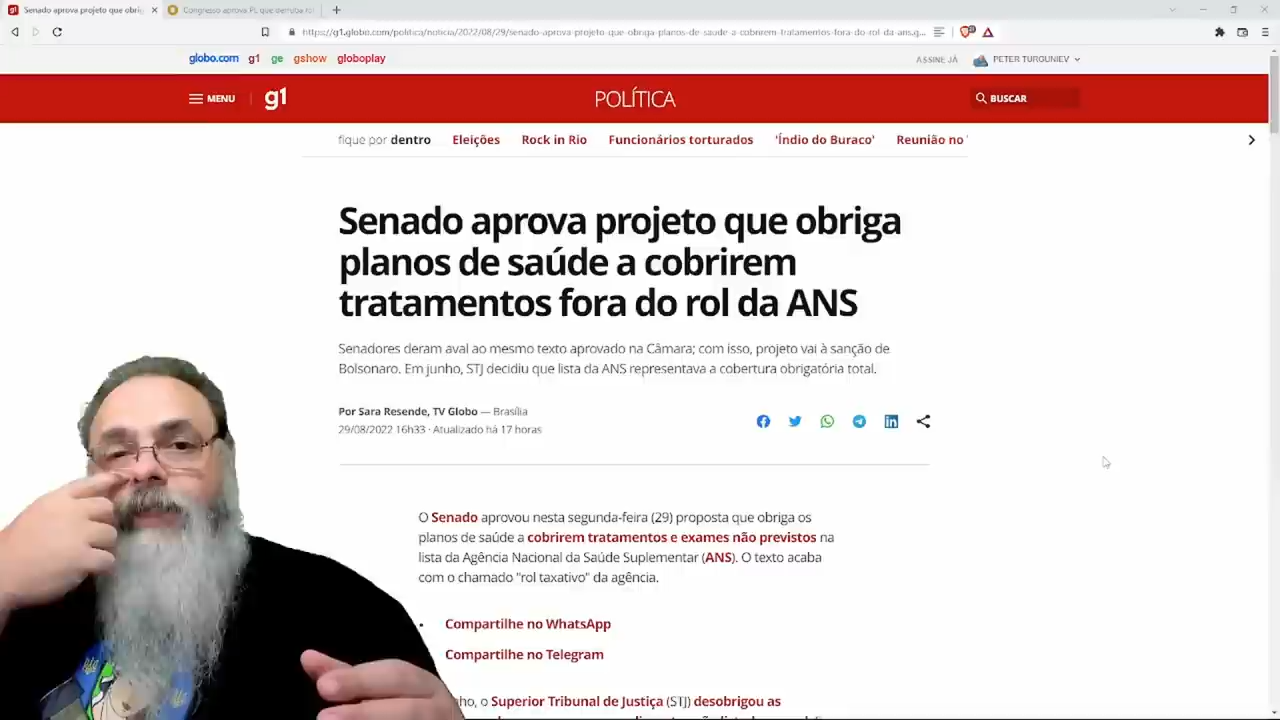 Senado aprova projeto que obrig
Congresso aprova PL que derruba rol
https://g1.globo.com/politica/noticia/2022/08/29/senado-aprova-projeto-que-obriga-planos-de-saude-a-cobrirem-tratamentos-fora-do-rol-da-ans.g...
globo.com g1 ge gshow globoplay
ASSINE JÁ PETER TURGUNIEV
MENU g1 POLÍTICA BUSCAR
fique por dentro Eleições Rock in Rio Funcionários torturados 'Índio do Buraco' Reunião no '
Senado aprova projeto que obriga
planos de saúde a cobrirem
tratamentos fora do rol da ANS
Senadores deram aval ao mesmo texto aprovado na Câmara; com isso, projeto vai à sanção de
Bolsonaro. Em junho, STJ decidiu que lista da ANS representava a cobertura obrigatória total.
Por Sara Resende, TV Globo — Brasília
29/08/2022 16h33 · Atualizado há 17 horas
O Senado aprovou nesta segunda-feira (29) proposta que obriga os
planos de saúde a cobrirem tratamentos e exames não previstos na
lista da Agência Nacional da Saúde Suplementar (ANS). O texto acaba
com o chamado "rol taxativo" da agência.
Compartilhe no WhatsApp
Compartilhe no Telegram
nho, o Superior Tribunal de Justiça (STJ) desobrigou as